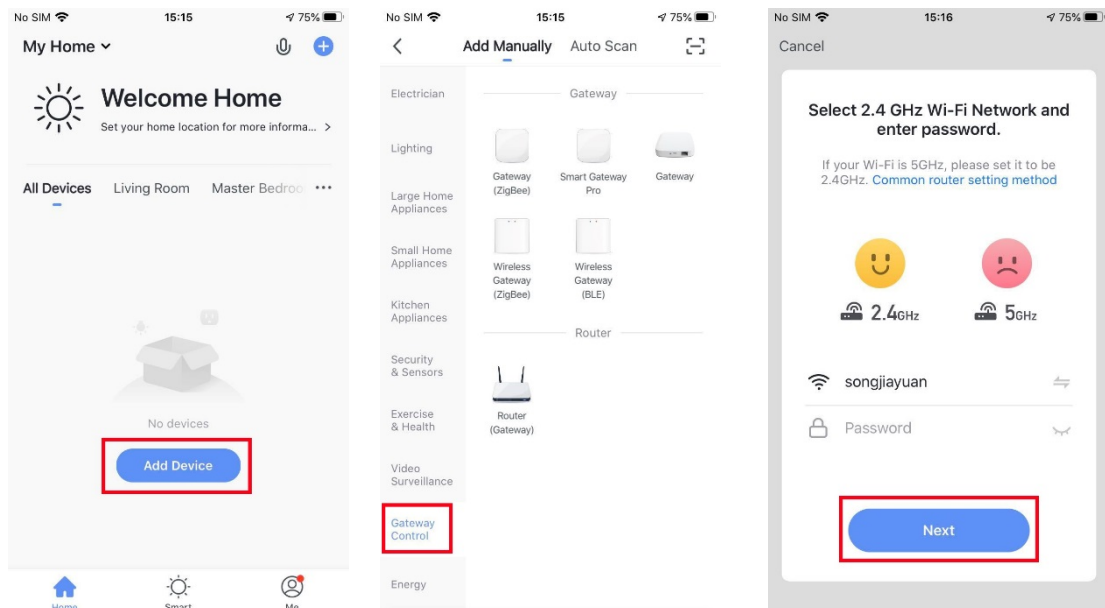 No SIM 15:15 75%
My Home
Welcome Home
Set your home location for more informa... >
All Devices Living Room Master Bedroo ...
No devices
Add Device
Home Smart Me
No SIM 15:15 75%
Add Manually Auto Scan
Electrician
Lighting
Large Home
Appliances
Small Home
Appliances
Kitchen
Appliances
Security
& Sensors
Exercise
& Health
Video
Surveillance
Gateway
Control
Energy
Gateway
Gateway Smart Gateway Gateway
(ZigBee) Pro
Wireless Wireless
Gateway Gateway
(ZigBee) (BLE)
Router
Router
(Gateway)
No SIM 15:16 75%
Cancel
Select 2.4 GHz Wi-Fi Network and
enter password.
If your Wi-Fi is 5GHz, please set it to be
2.4GHz. Common router setting method
2.4GHz 5GHz
songjiayuan
Password
Next